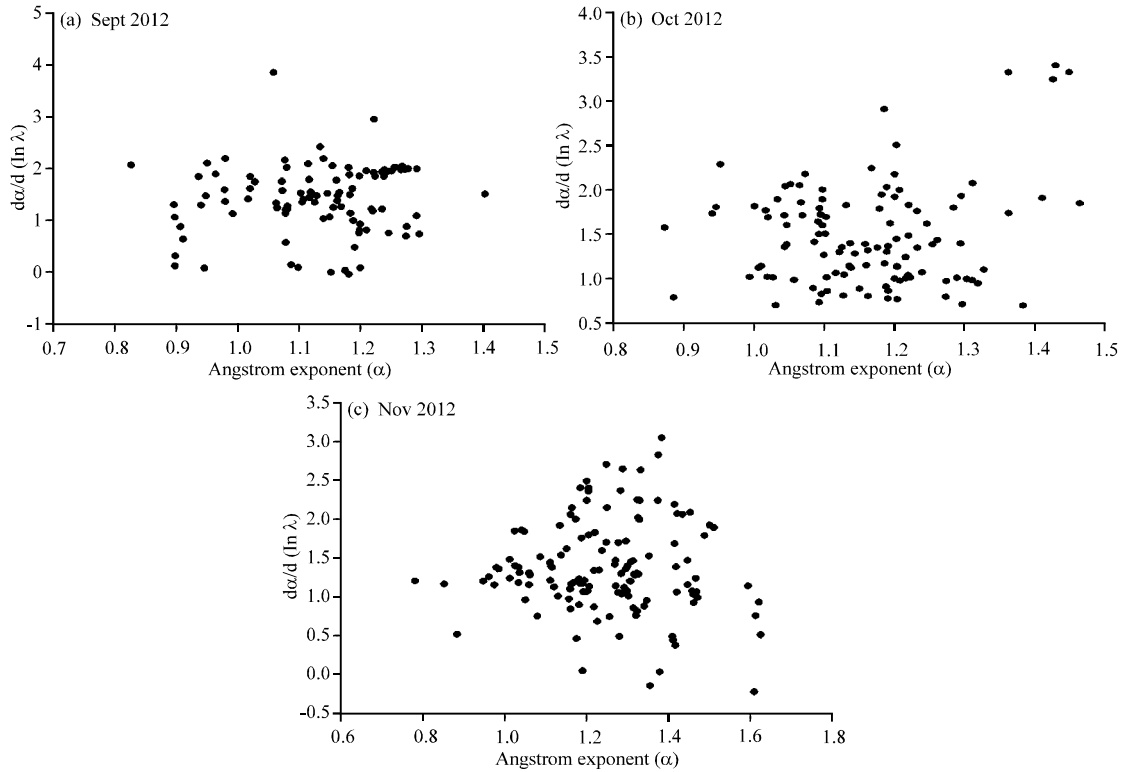 (a) Sept 2012
5
4
3
2
1
0
-1
dα/d (In λ)
0.7 0.8 0.9 1.0 1.1 1.2 1.3 1.4 1.5
Angstrom exponent (α)
(b) Oct 2012
4.0
3.5
3.0
2.5
2.0
1.5
1.0
0.5
dα/d (In λ)
0.8 0.9 1.0 1.1 1.2 1.3 1.4 1.5
Angstrom exponent (α)
(c) Nov 2012
3.5
3.0
2.5
2.0
1.5
1.0
0.5
0.0
-0.5
dα/d (In λ)
0.6 0.8 1.0 1.2 1.4 1.6 1.8
Angstrom exponent (α)